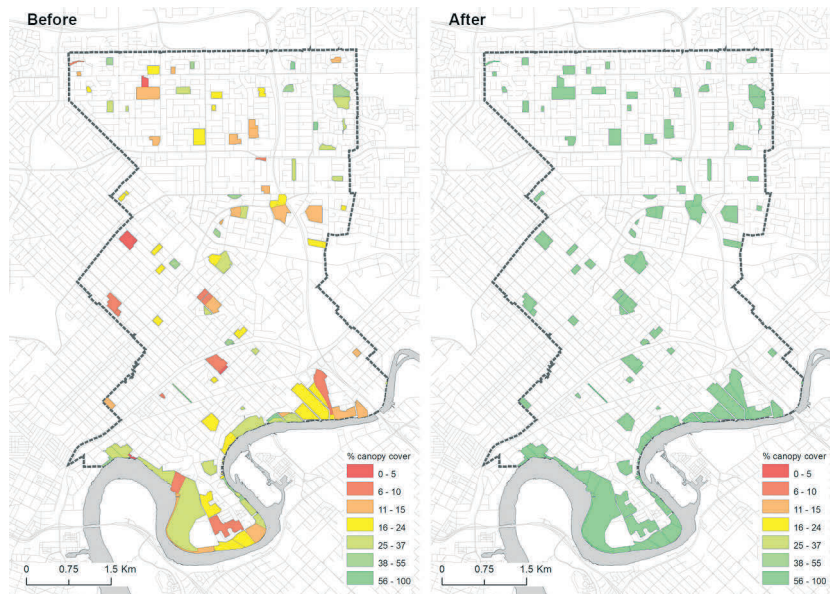 Before
% canopy cover
0 - 5
6 - 10
11 - 15
16 - 24
25 - 37
38 - 55
56 - 100
0 0.75 1.5 Km
After
% canopy cover
0 - 5
6 - 10
11 - 15
16 - 24
25 - 37
38 - 55
56 - 100
0 0.75 1.5 Km